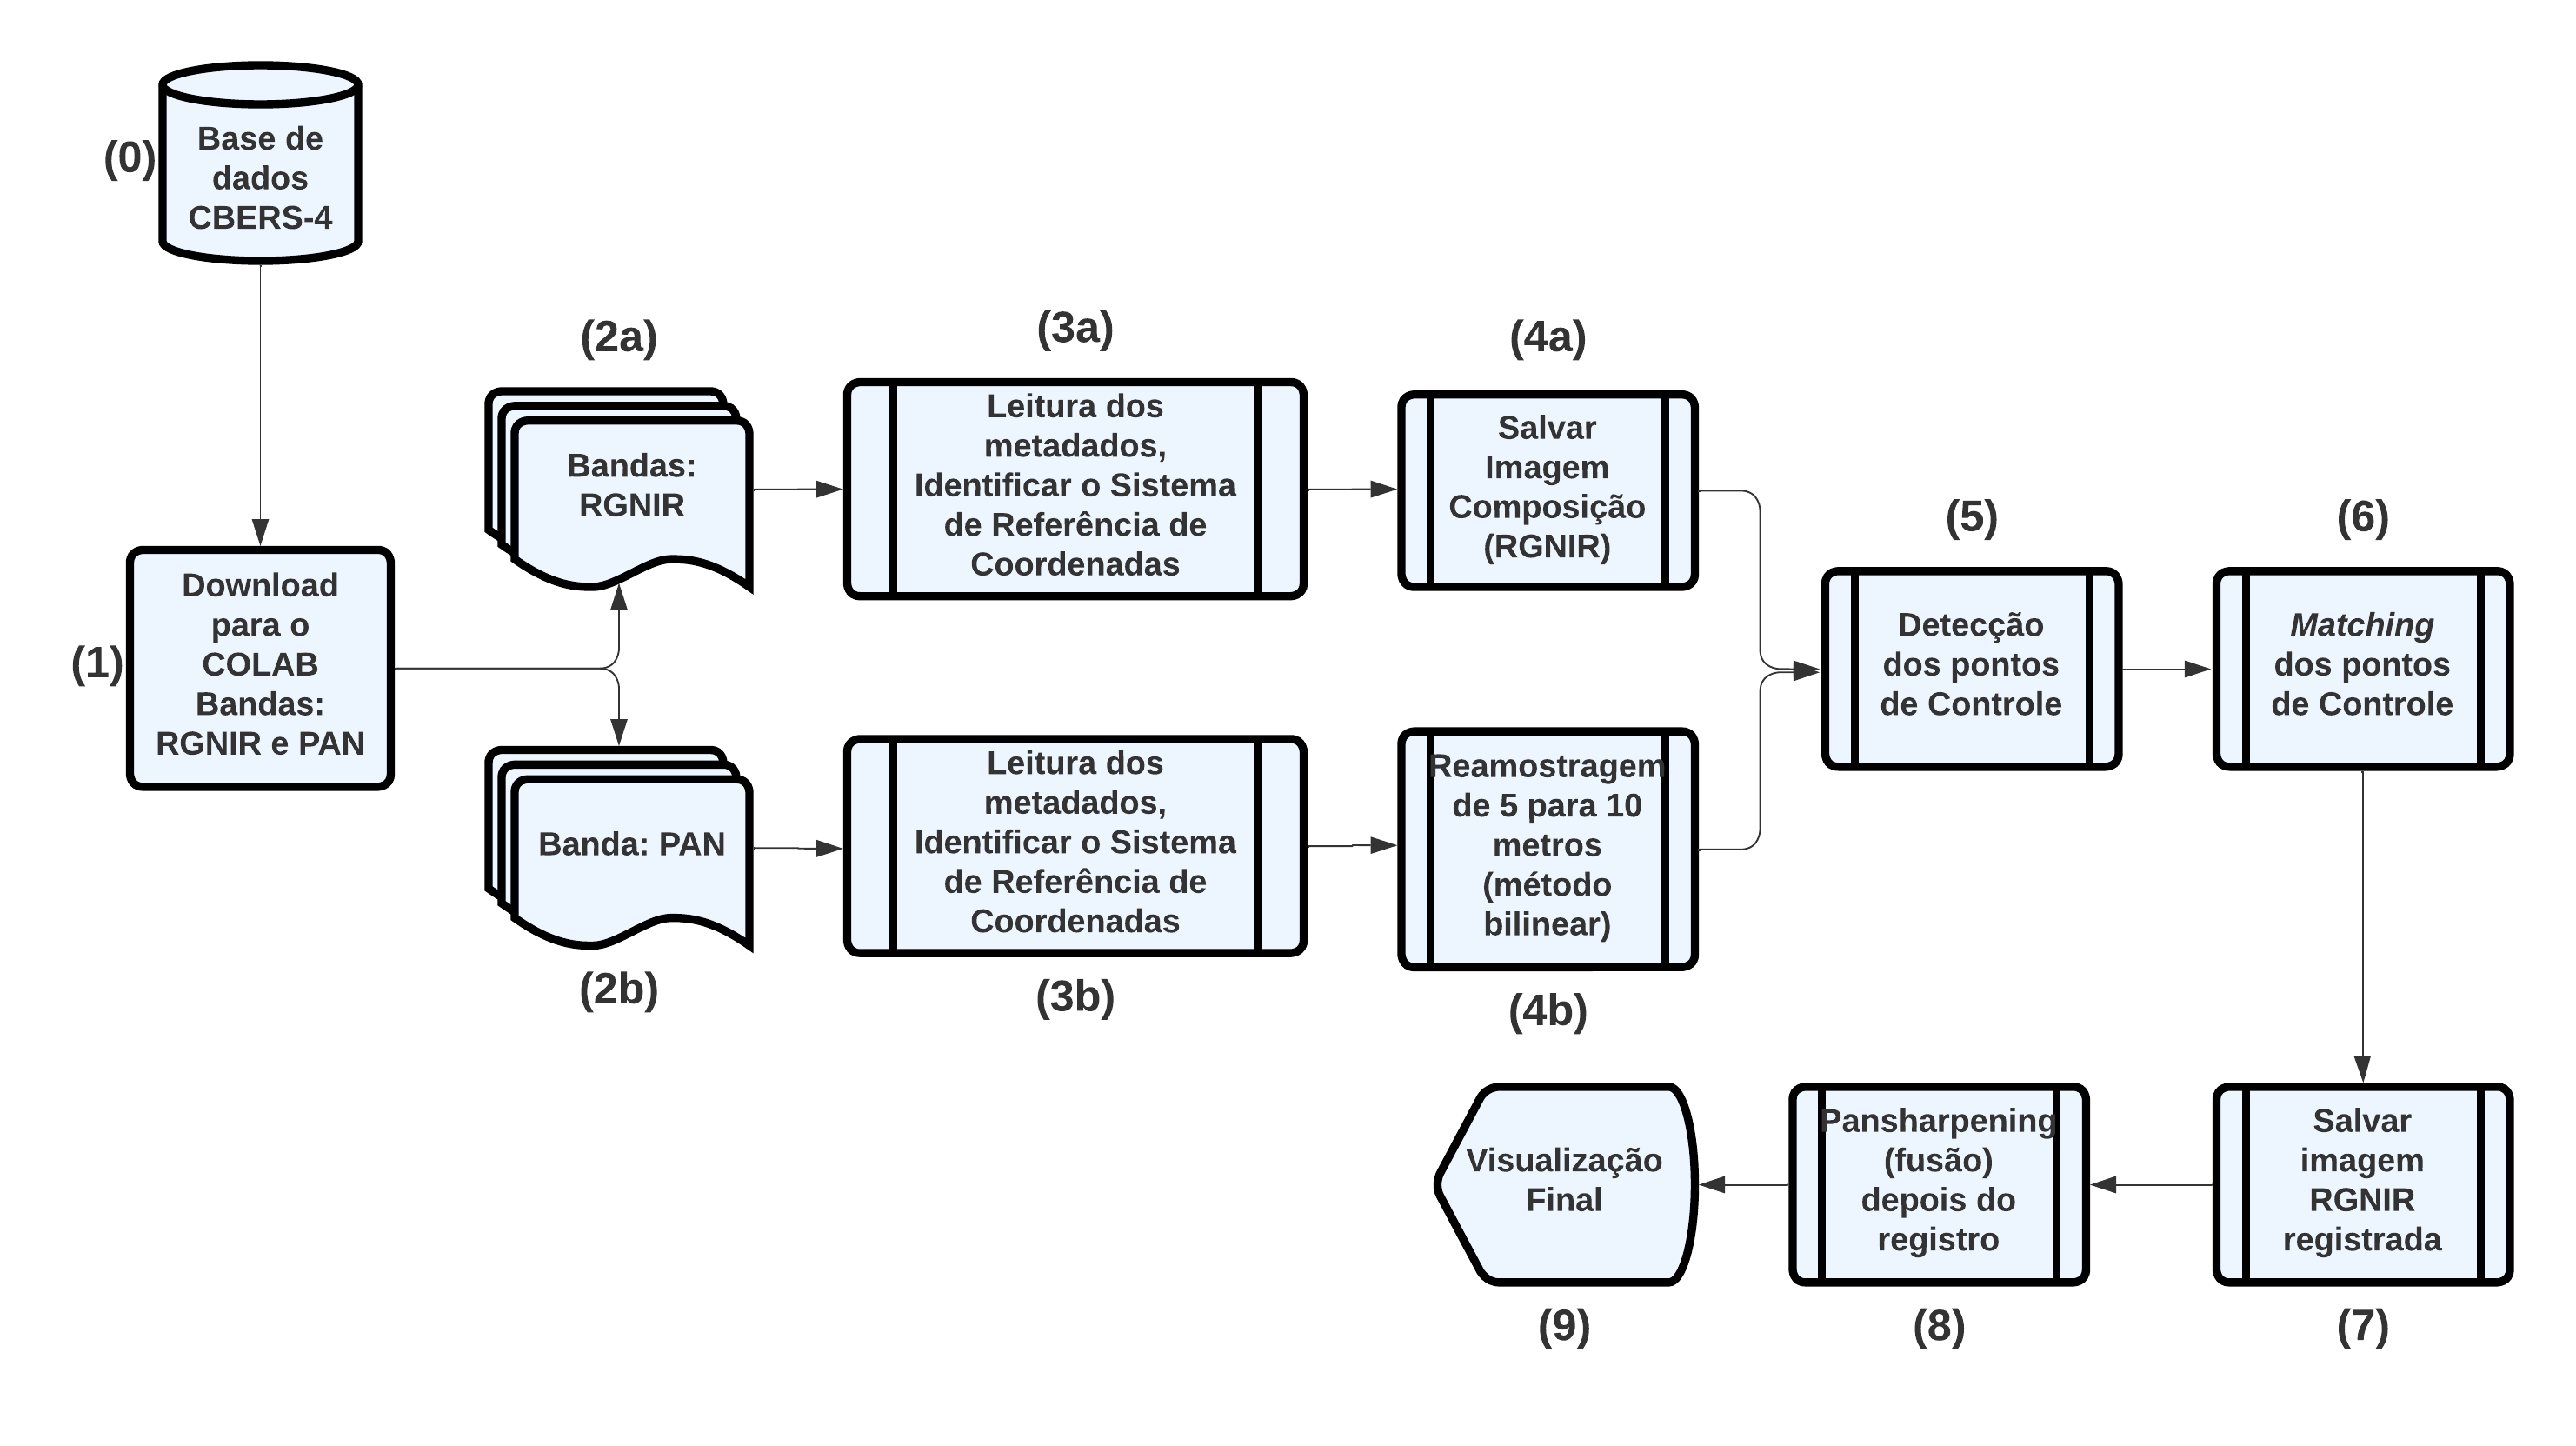 (0)
Base de
dados
CBERS-4
(1)
Download
para o
COLAB
Bandas:
RGNIR e PAN
(2a)
Bandas:
RGNIR
(3a)
Leitura dos
metadados,
Identificar o Sistema
de Referência de
Coordenadas
(4a)
Salvar
Imagem
Composição
(RGNIR)
Banda: PAN
(2b)
Leitura dos
metadados,
Identificar o Sistema
de Referência de
Coordenadas
(3b)
Reamostragem
de 5 para 10
metros
(método
bilinear)
(4b)
(5)
Detecção
dos pontos
de Controle
(6)
Matching
dos pontos
de Controle
Salvar
imagem
RGNIR
registrada
(7)
Pansharpening
(fusão)
depois do
registro
(8)
Visualização
Final
(9)